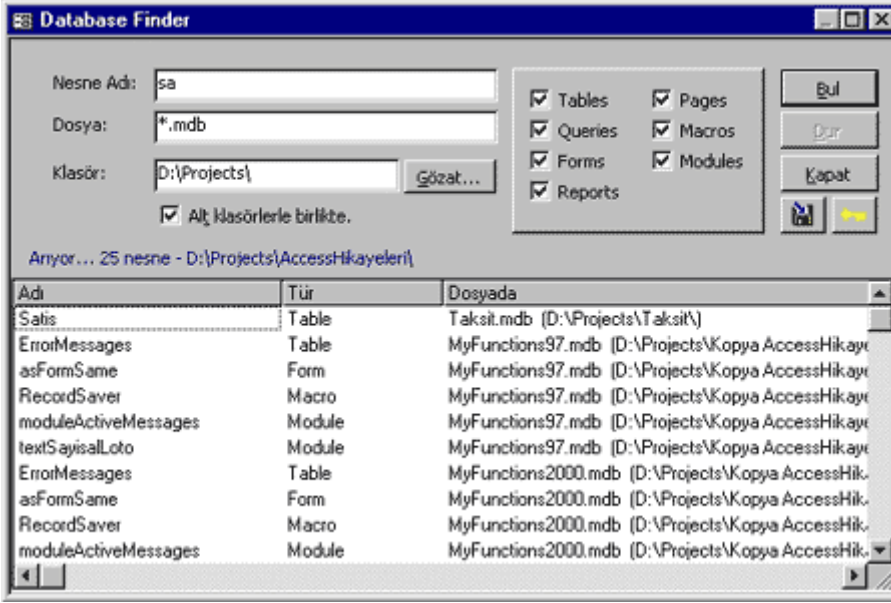 Database Finder
Nesne Adı: sa
Dosya: *.mdb
Klasör: D:\Projects\ Gözat...
Alt klasörlerle birlikte.
Tables Pages
Queries Macros
Forms Modules
Reports
Bul
Dur
Kapat
Arıyor... 25 nesne - D:\Projects\AccessHikayeleri\
Adı Tür Dosyada
Satis Table Taksit.mdb (D:\Projects\Taksit\)
ErrorMessages Table MyFunctions97.mdb (D:\Projects\Kopya AccessHikaye
asFormSame Form MyFunctions97.mdb (D:\Projects\Kopya AccessHikaye
RecordSaver Macro MyFunctions97.mdb (D:\Projects\Kopya AccessHikaye
moduleActiveMessages Module MyFunctions97.mdb (D:\Projects\Kopya AccessHikaye
textSayisalLoto Module MyFunctions97.mdb (D:\Projects\Kopya AccessHikaye
ErrorMessages Table MyFunctions2000.mdb (D:\Projects\Kopya AccessHik
asFormSame Form MyFunctions2000.mdb (D:\Projects\Kopya AccessHik
RecordSaver Macro MyFunctions2000.mdb (D:\Projects\Kopya AccessHik
moduleActiveMessages Module MyFunctions2000.mdb (D:\Projects\Kopya AccessHik